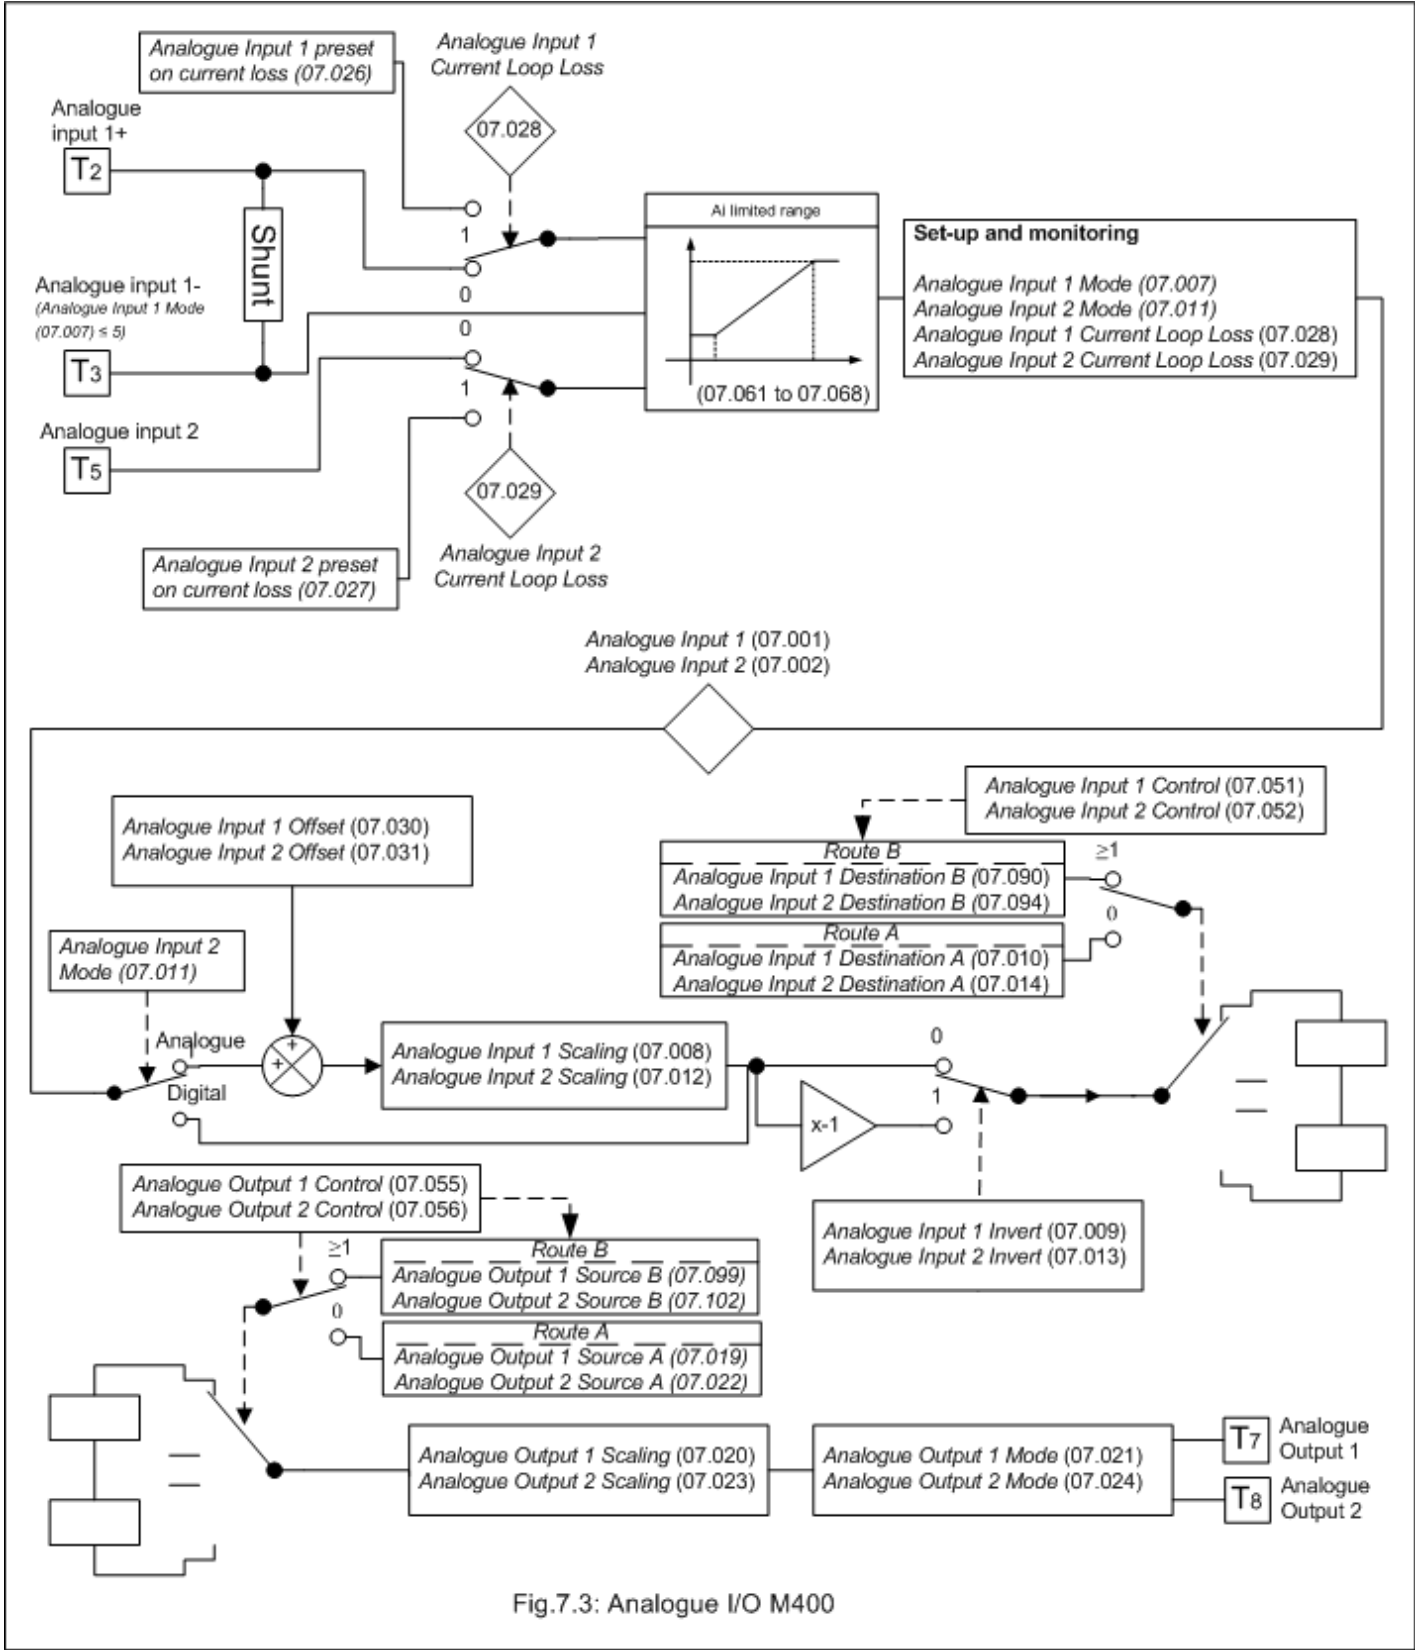 Analogue Input 1 preset
on current loss (07.026)
Analogue Input 1
Current Loop Loss
07.028
Analogue
input 1+
T2
Shunt
1
0
Analogue input 1-
(Analogue Input 1 Mode
(07.007) ≤ 5)
T3
0
1
Analogue input 2
T5
07.029
Analogue Input 2
Current Loop Loss
Analogue Input 2 preset
on current loss (07.027)
Ai limited range
(07.061 to 07.068)
Set-up and monitoring
Analogue Input 1 Mode (07.007)
Analogue Input 2 Mode (07.011)
Analogue Input 1 Current Loop Loss (07.028)
Analogue Input 2 Current Loop Loss (07.029)
Analogue Input 1 (07.001)
Analogue Input 2 (07.002)
Analogue Input 1 Control (07.051)
Analogue Input 2 Control (07.052)
Analogue Input 1 Offset (07.030)
Analogue Input 2 Offset (07.031)
Route B
Analogue Input 1 Destination B (07.090)
Analogue Input 2 Destination B (07.094)
≥1
0
Route A
Analogue Input 1 Destination A (07.010)
Analogue Input 2 Destination A (07.014)
Analogue Input 2
Mode (07.011)
Analogue
Digital
+
+
Analogue Input 1 Scaling (07.008)
Analogue Input 2 Scaling (07.012)
0
1
x-1
Analogue Input 1 Invert (07.009)
Analogue Input 2 Invert (07.013)
Analogue Output 1 Control (07.055)
Analogue Output 2 Control (07.056)
≥1
0
Route B
Analogue Output 1 Source B (07.099)
Analogue Output 2 Source B (07.102)
Route A
Analogue Output 1 Source A (07.019)
Analogue Output 2 Source A (07.022)
Analogue Output 1 Scaling (07.020)
Analogue Output 2 Scaling (07.023)
Analogue Output 1 Mode (07.021)
Analogue Output 2 Mode (07.024)
T7
Analogue
Output 1
T8
Analogue
Output 2
Fig.7.3: Analogue I/O M400